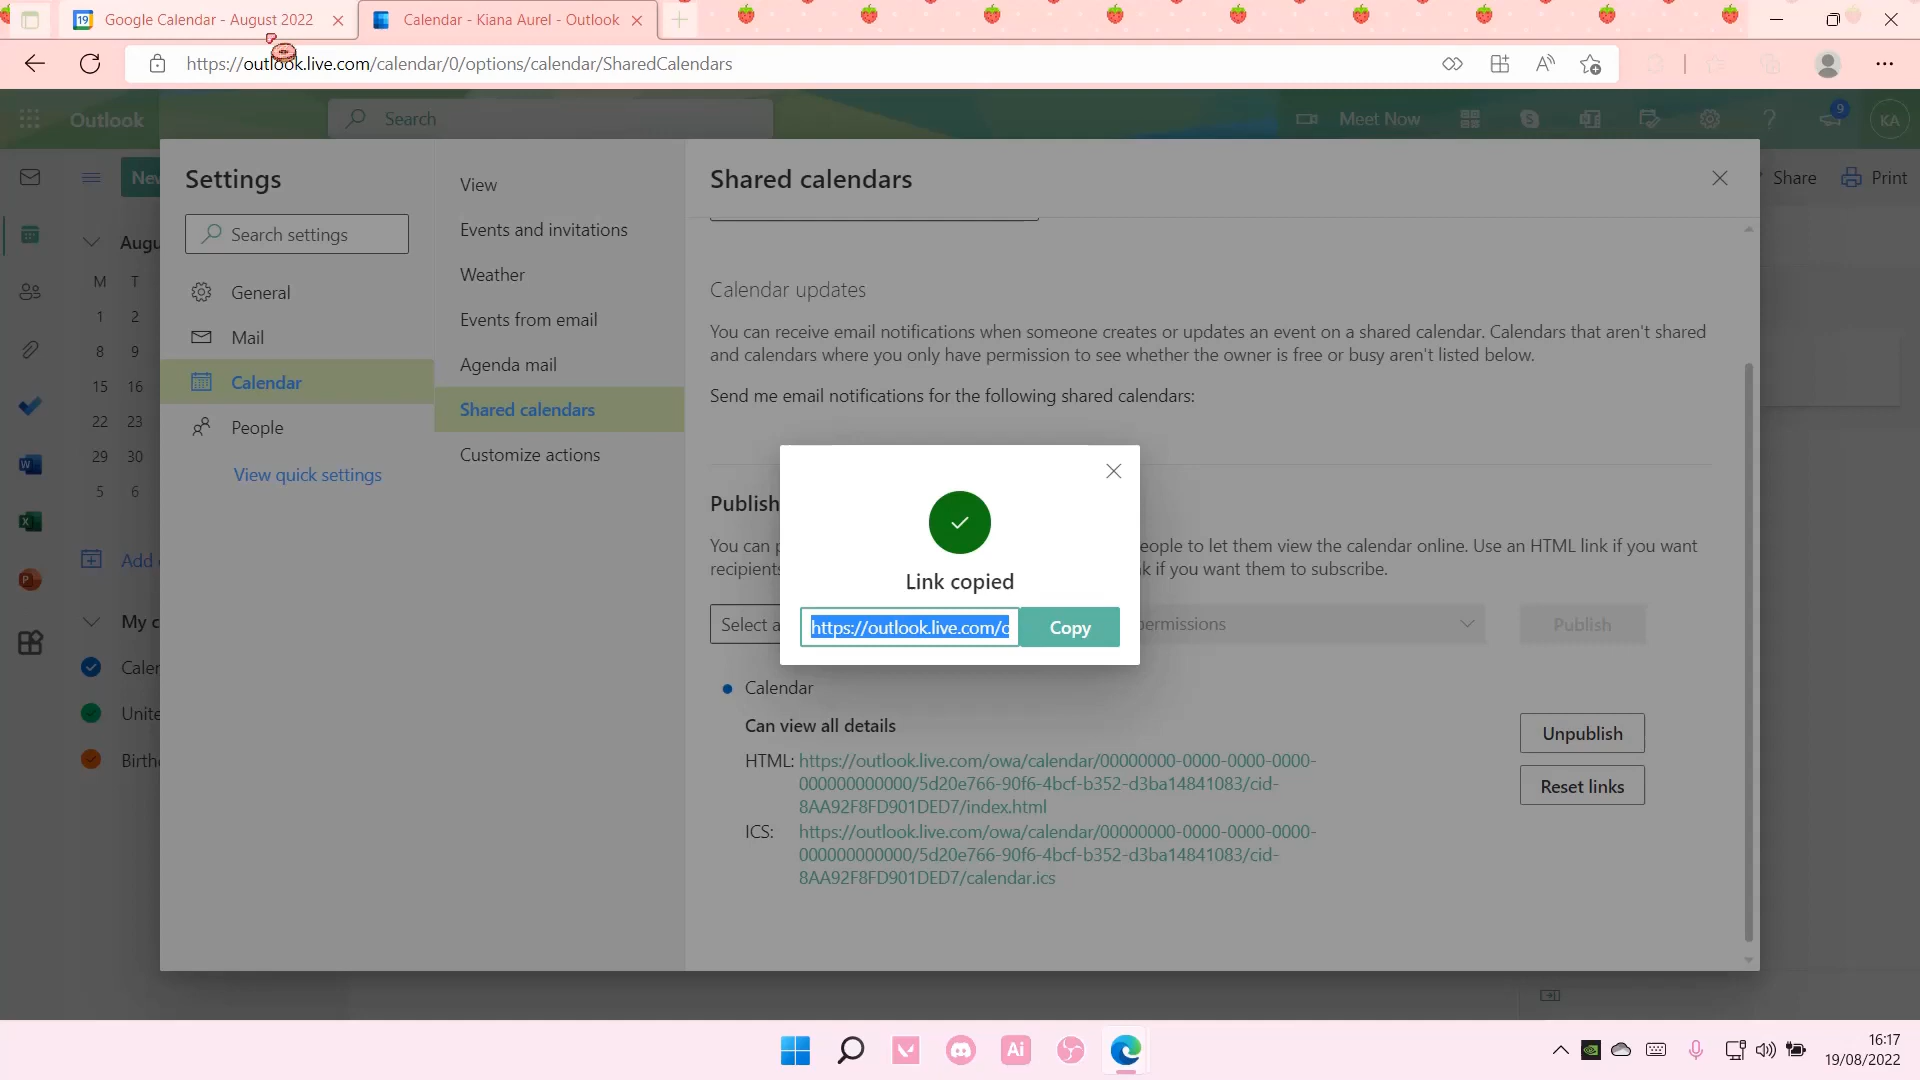 Google Calendar - August 2022
Calendar - Kiana Aurel - Outlook
https://outlook.live.com/calendar/0/options/calendar/SharedCalendars
Outlook
Search
Meet Now
9
KA
New
Share
Print
Settings
Search settings
General
Mail
Calendar
People
View quick settings
View
Events and invitations
Weather
Events from email
Agenda mail
Shared calendars
Customize actions
Shared calendars
Calendar updates
You can receive email notifications when someone creates or updates an event on a shared calendar. Calendars that aren't shared
and calendars where you only have permission to see whether the owner is free or busy aren't listed below.
Send me email notifications for the following shared calendars:
Publish
You can p
eople to let them view the calendar online. Use an HTML link if you want
recipients
k if you want them to subscribe.
Select a
ermissions
Publish
Link copied
https://outlook.live.com/o
Copy
Calendar
Can view all details
Unpublish
Reset links
HTML: https://outlook.live.com/owa/calendar/00000000-0000-0000-0000-
000000000000/5d20e766-90f6-4bcf-b352-d3ba14841083/cid-
8AA92F8FD901DED7/index.html
ICS: https://outlook.live.com/owa/calendar/00000000-0000-0000-0000-
000000000000/5d20e766-90f6-4bcf-b352-d3ba14841083/cid-
8AA92F8FD901DED7/calendar.ics
Augu
M T
1 2
8 9
15 16
22 23
29 30
5 6
Add
My c
Calen
Unite
Birth
Ai
16:17
19/08/2022